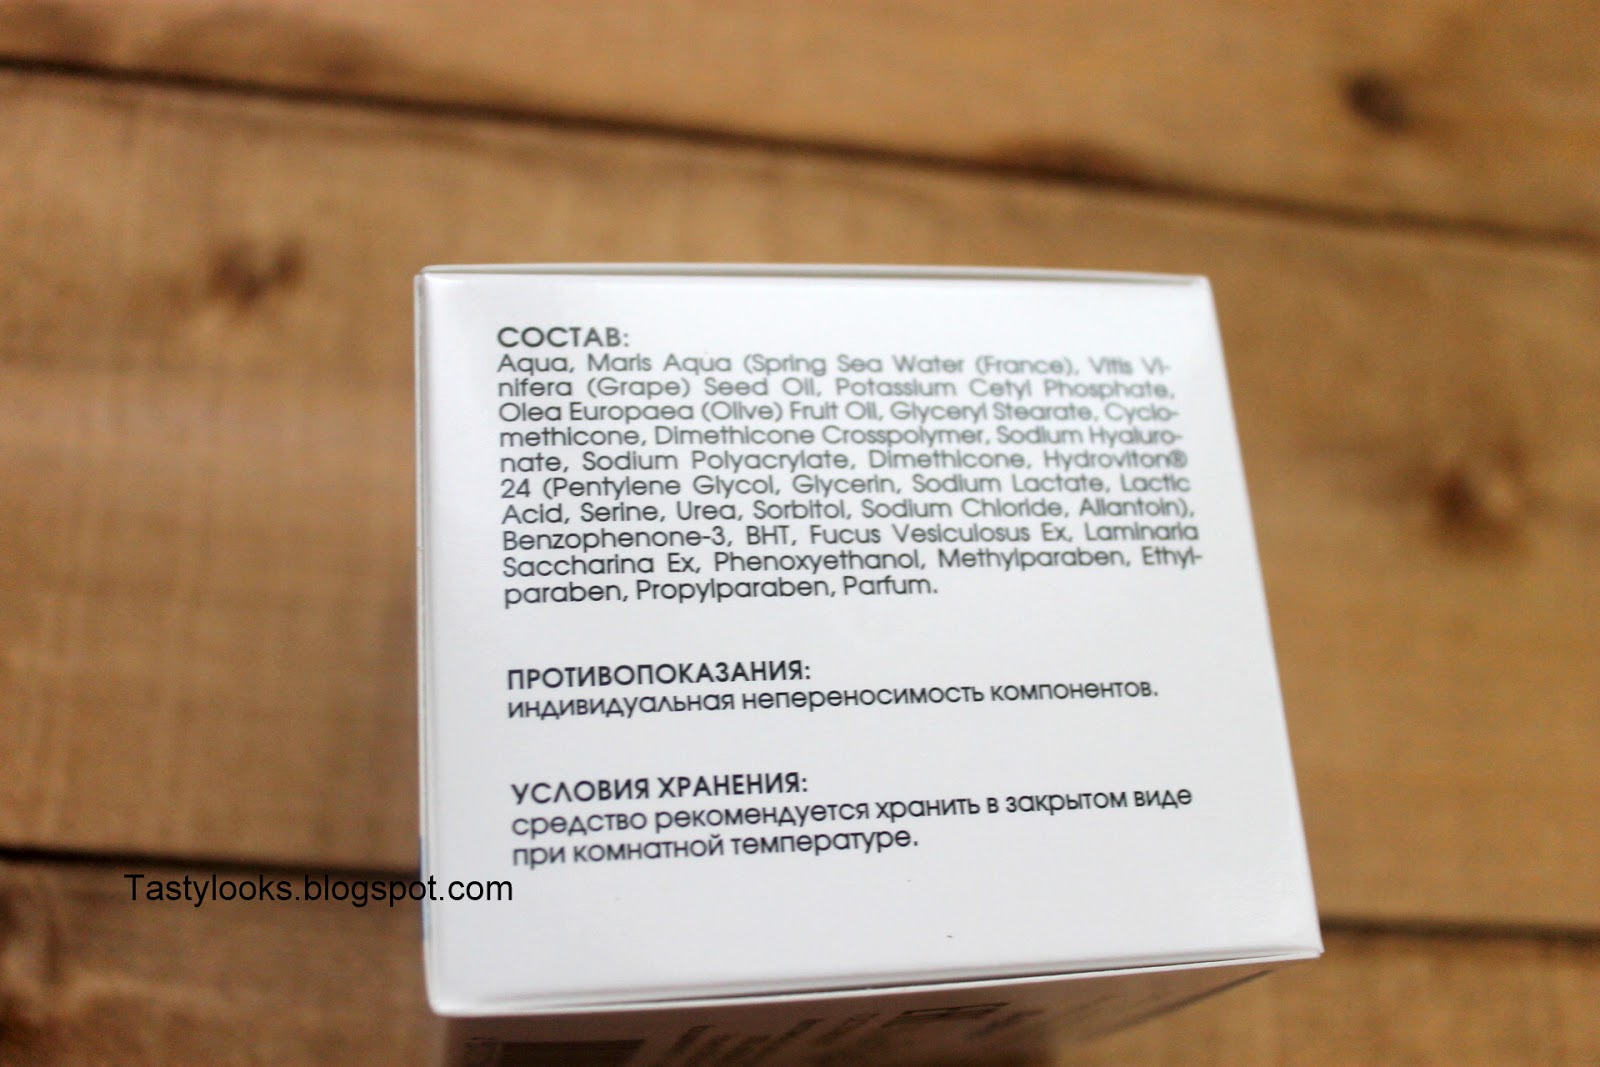 СОСТАВ:
Aqua, Maris Aqua (Spring Sea Water (France), Vitis Vi-
nifera (Grape) Seed Oil, Potassium Cetyl Phosphate,
Olea Europaea (Olive) Fruit Oil, Glyceryl Stearate, Cyclo-
methicone, Dimethicone Crosspolymer, Sodium Hyaluro-
nate, Sodium Polyacrylate, Dimethicone, Hydroviton®
24 (Pentylene Glycol, Glycerin, Sodium Lactate, Lactic
Acid, Serine, Urea, Sorbitol, Sodium Chloride, Allantoin),
Benzophenone-3, BHT, Fucus Vesiculosus Ex, Laminaria
Saccharina Ex, Phenoxyethanol, Methylparaben, Ethyl-
paraben, Propylparaben, Parfum.
ПРОТИВОПОКАЗАНИЯ:
индивидуальная непереносимость компонентов.
УСЛОВИЯ ХРАНЕНИЯ:
средство рекомендуется хранить в закрытом виде
при комнатной температуре.
Tastylooks.blogspot.com